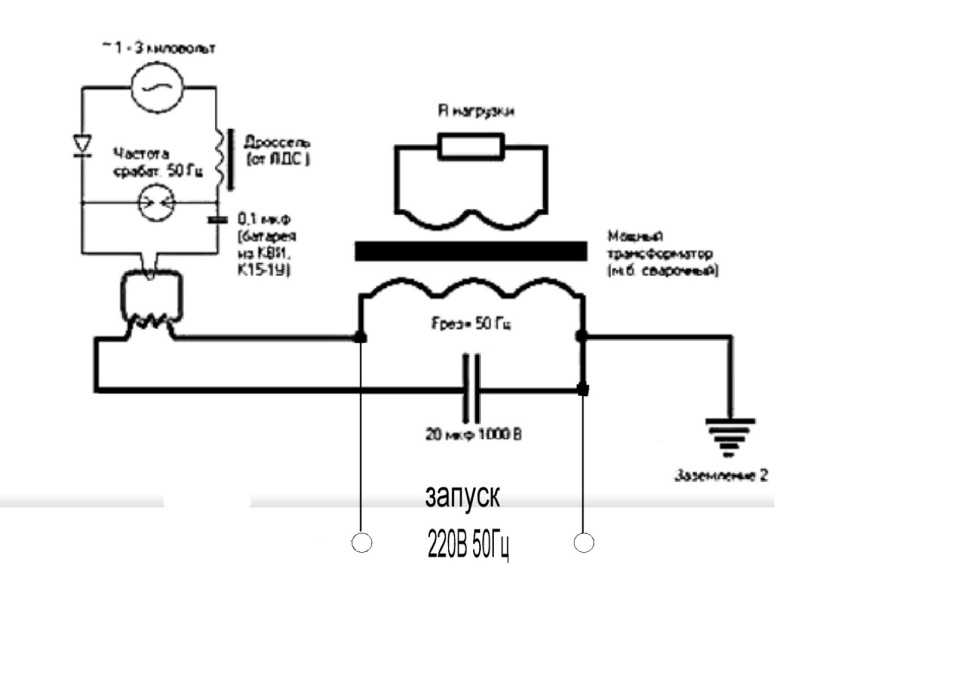 ~ 1 - 3 киловольт
R нагрузки
Дроссель
(от ЛДС )
Частота
срабат. 50 Гц
0,1 мкф
(батарея
из КВИ,
К15-1У)
Мощный
трансформатор
(м.б. сварочный)
Fрез= 50 Гц
20 мкф 1000 В
Заземление 2
запуск
220В 50Гц